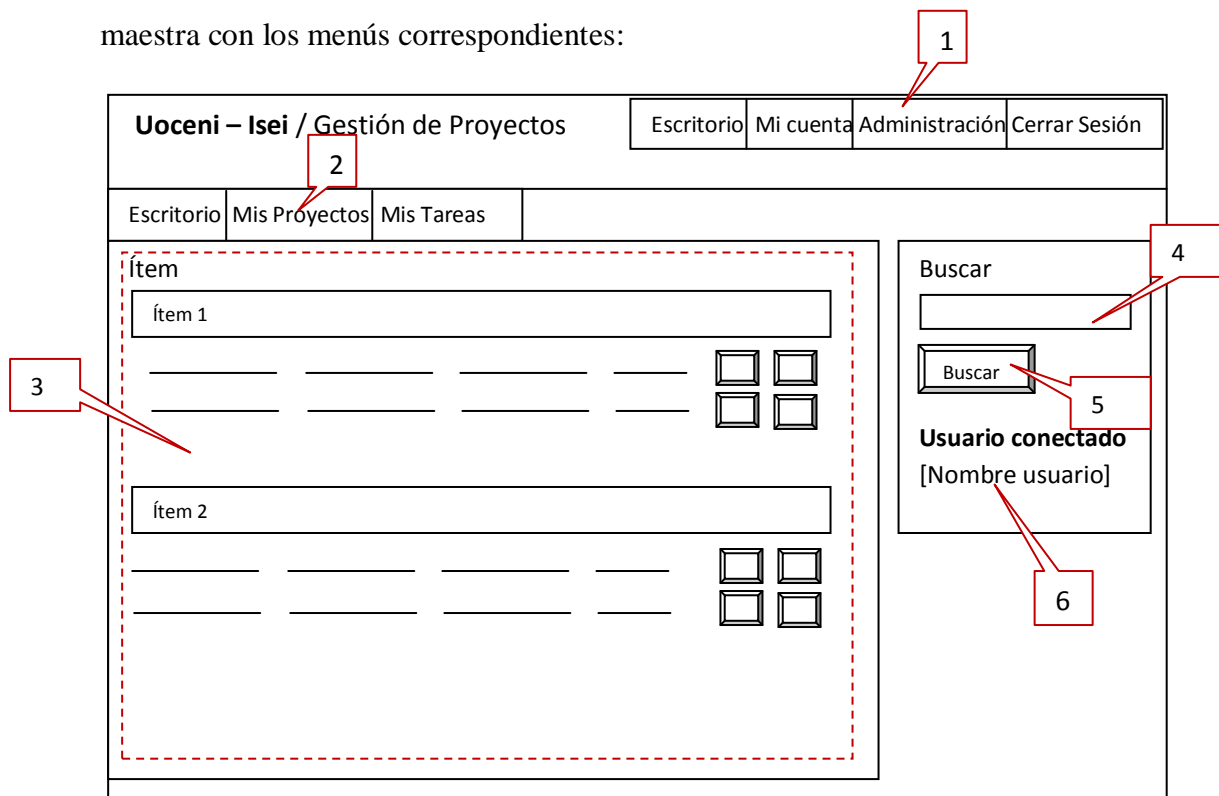 maestra con los menús correspondientes:
1
Uoceni – Isei / Gestión de Proyectos
Escritorio Mi cuenta Administración Cerrar Sesión
2
Escritorio Mis Proyectos Mis Tareas
Ítem
Ítem 1
3
Ítem 2
Buscar
4
Buscar
5
Usuario conectado
[Nombre usuario]
6